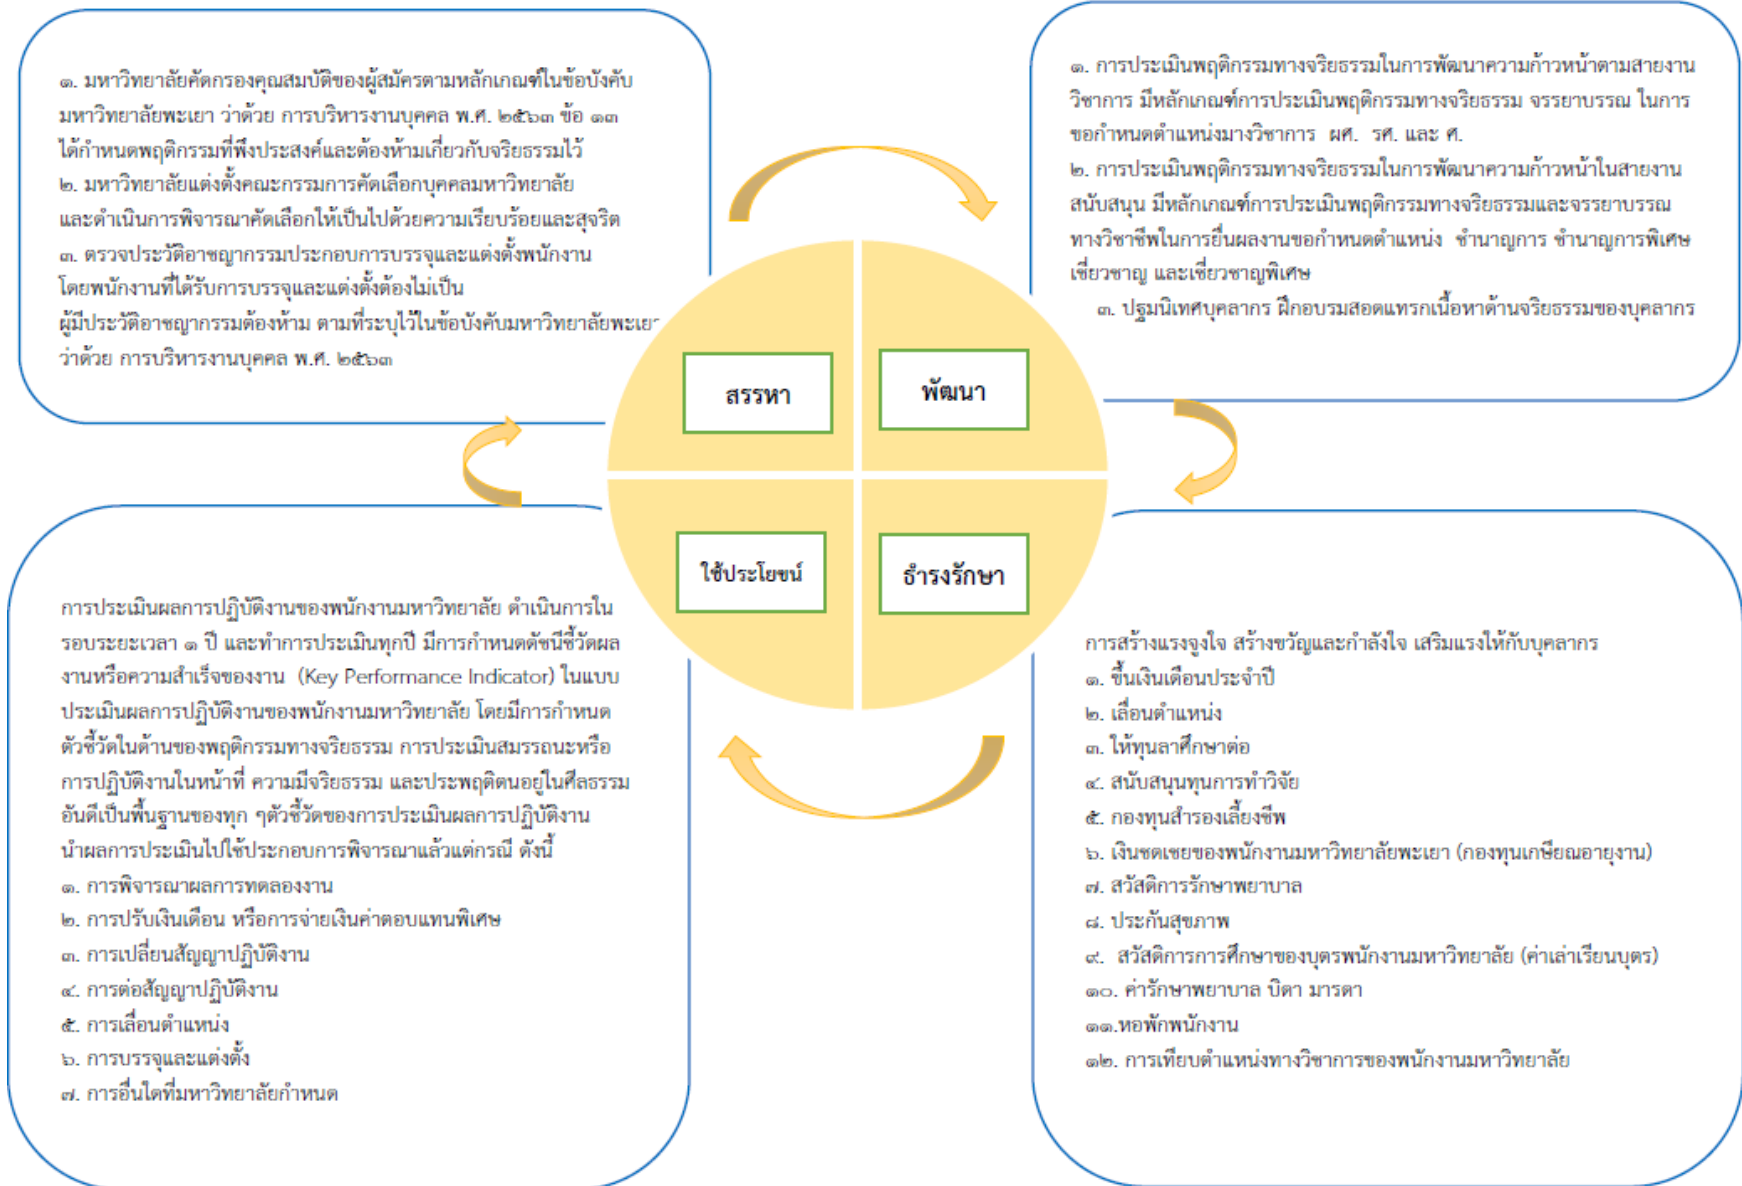 ๑. มหาวิทยาลัยคัดกรองคุณสมบัติของผู้สมัครตามหลักเกณฑ์ในข้อบังคับ
มหาวิทยาลัยพะเยา ว่าด้วย การบริหารงานบุคคล พ.ศ. ๒๕๖๓ ข้อ ๑๓
ได้กำหนดพฤติกรรมที่พึงประสงค์และต้องห้ามเกี่ยวกับจริยธรรมไว้
๒. มหาวิทยาลัยแต่งตั้งคณะกรรมการคัดเลือกบุคคลมหาวิทยาลัย
และดำเนินการพิจารณาคัดเลือกให้เป็นไปด้วยความเรียบร้อยและสุจริต
๓. ตรวจประวัติอาชญากรรมประกอบการบรรจุและแต่งตั้งพนักงาน
โดยพนักงานที่ได้รับการบรรจุและแต่งตั้งต้องไม่เป็น
ผู้มีประวัติอาชญากรรมต้องห้าม ตามที่ระบุไว้ในข้อบังคับมหาวิทยาลัยพะเยา
ว่าด้วย การบริหารงานบุคคล พ.ศ. ๒๕๖๓
๑. การประเมินพฤติกรรมทางจริยธรรมในการพัฒนาความก้าวหน้าตามสายงาน
วิชาการ มีหลักเกณฑ์การประเมินพฤติกรรมทางจริยธรรม จรรยาบรรณ ในการ
ขอกำหนดตำแหน่งมางวิชาการ ผศ. รศ. และ ศ.
๒. การประเมินพฤติกรรมทางจริยธรรมในการพัฒนาความก้าวหน้าในสายงาน
สนับสนุน มีหลักเกณฑ์การประเมินพฤติกรรมทางจริยธรรมและจรรยาบรรณ
ทางวิชาชีพในการยื่นผลงานขอกำหนดตำแหน่ง ชำนาญการ ชำนาญการพิเศษ
เชี่ยวชาญ และเชี่ยวชาญพิเศษ
๓. ปฐมนิเทศบุคลากร ฝึกอบรมสอดแทรกเนื้อหาด้านจริยธรรมของบุคลากร
สรรหา
พัฒนา
ใช้ประโยชน์
ธำรงรักษา
การประเมินผลการปฏิบัติงานของพนักงานมหาวิทยาลัย ดำเนินการใน
รอบระยะเวลา ๑ ปี และทำการประเมินทุกปี มีการกำหนดดัชนีชี้วัดผล
งานหรือความสำเร็จของงาน (Key Performance Indicator) ในแบบ
ประเมินผลการปฏิบัติงานของพนักงานมหาวิทยาลัย โดยมีการกำหนด
ตัวชี้วัดในด้านของพฤติกรรมทางจริยธรรม การประเมินสมรรถนะหรือ
การปฏิบัติงานในหน้าที่ ความมีจริยธรรม และประพฤติตนอยู่ในศีลธรรม
อันดีเป็นพื้นฐานของทุก ๆตัวชี้วัดของการประเมินผลการปฏิบัติงาน
นำผลการประเมินไปใช้ประกอบการพิจารณาแล้วแต่กรณี ดังนี้
๑. การพิจารณาผลการทดลองงาน
๒. การปรับเงินเดือน หรือการจ่ายเงินค่าตอบแทนพิเศษ
๓. การเปลี่ยนสัญญาปฏิบัติงาน
๔. การต่อสัญญาปฏิบัติงาน
๕. การเลื่อนตำแหน่ง
๖. การบรรจุและแต่งตั้ง
๗. การอื่นใดที่มหาวิทยาลัยกำหนด
การสร้างแรงจูงใจ สร้างขวัญและกำลังใจ เสริมแรงให้กับบุคลากร
๑. ขึ้นเงินเดือนประจำปี
๒. เลื่อนตำแหน่ง
๓. ให้ทุนลาศึกษาต่อ
๔. สนับสนุนทุนการทำวิจัย
๕. กองทุนสำรองเลี้ยงชีพ
๖. เงินชดเชยของพนักงานมหาวิทยาลัยพะเยา (กองทุนเกษียณอายุงาน)
๗. สวัสดิการรักษาพยาบาล
๘. ประกันสุขภาพ
๙. สวัสดิการการศึกษาของบุตรพนักงานมหาวิทยาลัย (ค่าเล่าเรียนบุตร)
๑๐. ค่ารักษาพยาบาล บิดา มารดา
๑๑.หอพักพนักงาน
๑๒. การเทียบตำแหน่งทางวิชาการของพนักงานมหาวิทยาลัย